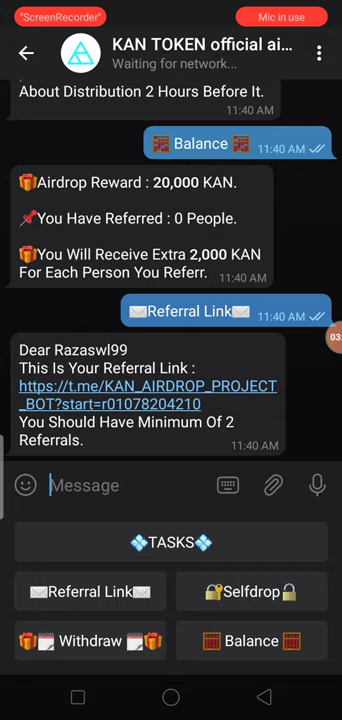 "ScreenRecorder"
Mic in use
KAN TOKEN official ai...
Waiting for network...
About Distribution 2 Hours Before It.
11:40 AM
Balance
11:40 AM
Airdrop Reward : 20,000 KAN.
You Have Referred : 0 People.
You Will Receive Extra 2,000 KAN
For Each Person You Referr.
11:40 AM
Referral Link
11:40 AM
03:
Dear Razaswl99
This Is Your Referral Link :
https://t.me/KAN_AIRDROP_PROJECT
_BOT?start=r01078204210
You Should Have Minimum Of 2
Referrals.
11:40 AM
Message
TASKS
Referral Link
Selfdrop
Withdraw
Balance